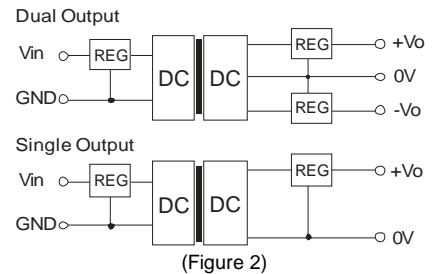 Dual Output
Vin REG DC DC REG +Vo
0V
GND REG -Vo
Single Output
Vin REG DC DC REG +Vo
GND 0V
(Figure 2)